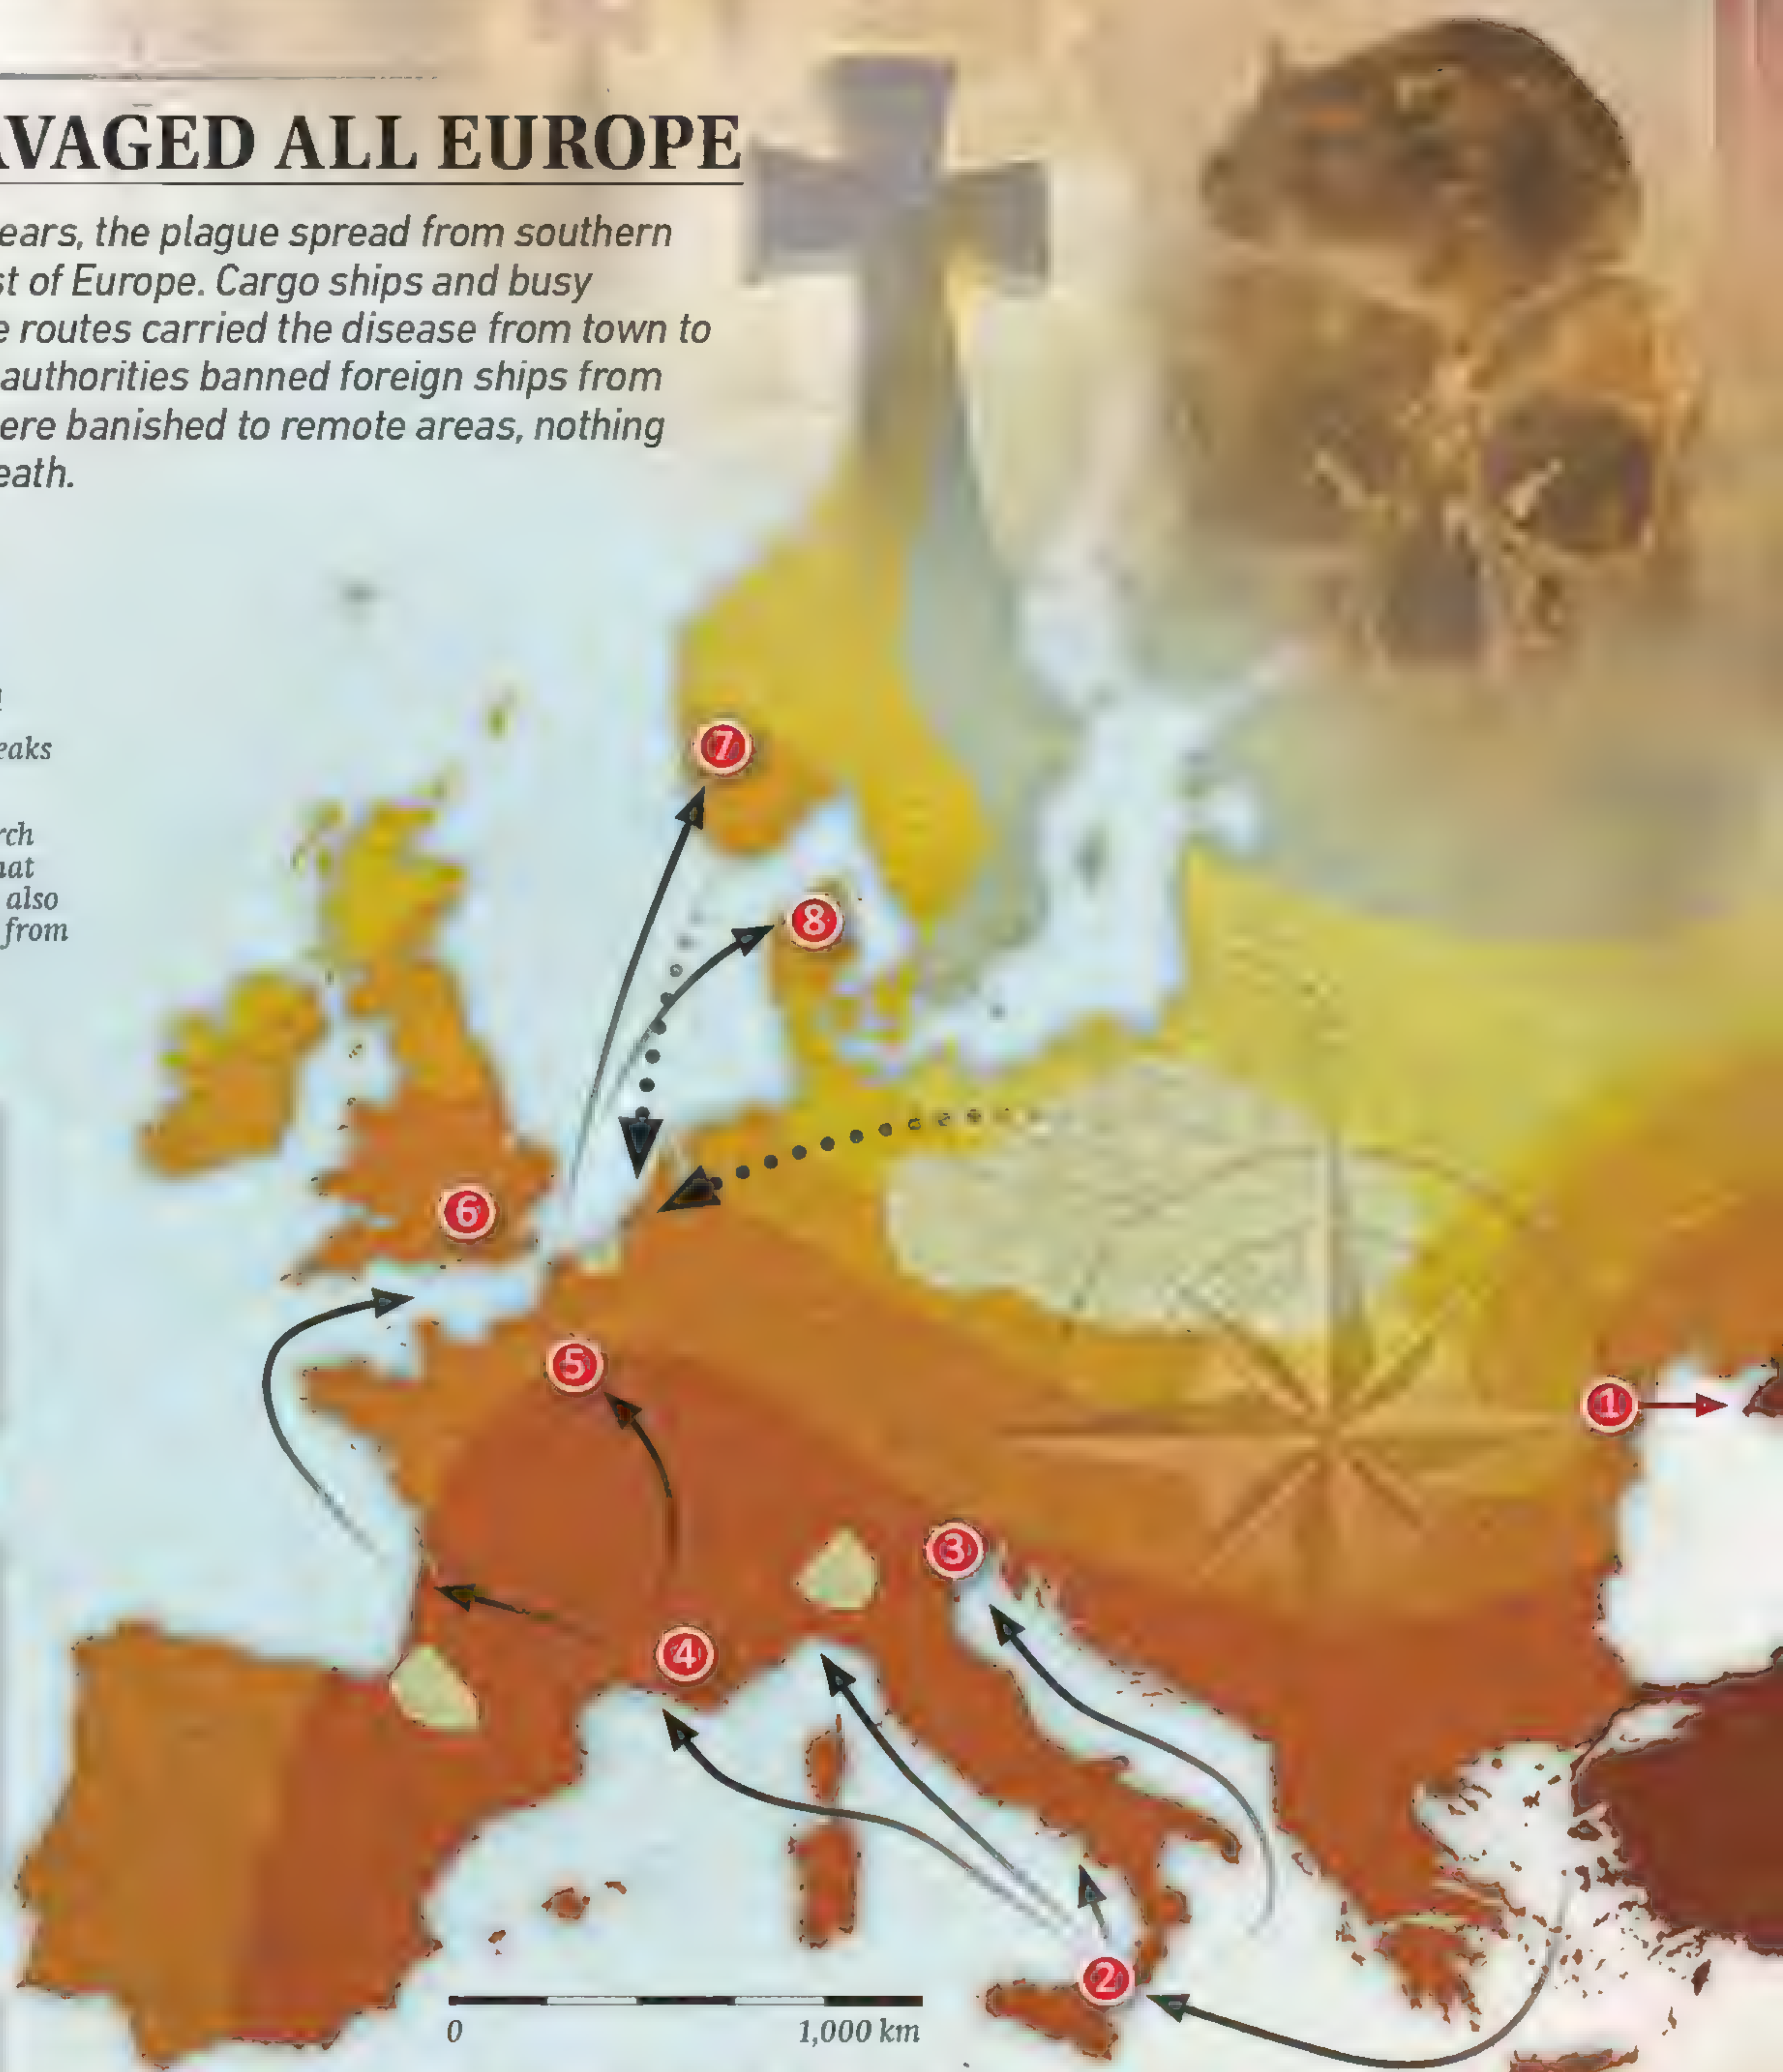 AVAGED ALL EUROPE
ears, the plague spread from southern
st of Europe. Cargo ships and busy
e routes carried the disease from town to
authorities banned foreign ships from
ere banished to remote areas, nothing
eath.
eaks
rch
hat
also
from
7
8
6
5
1
3
4
2
0 1,000 km